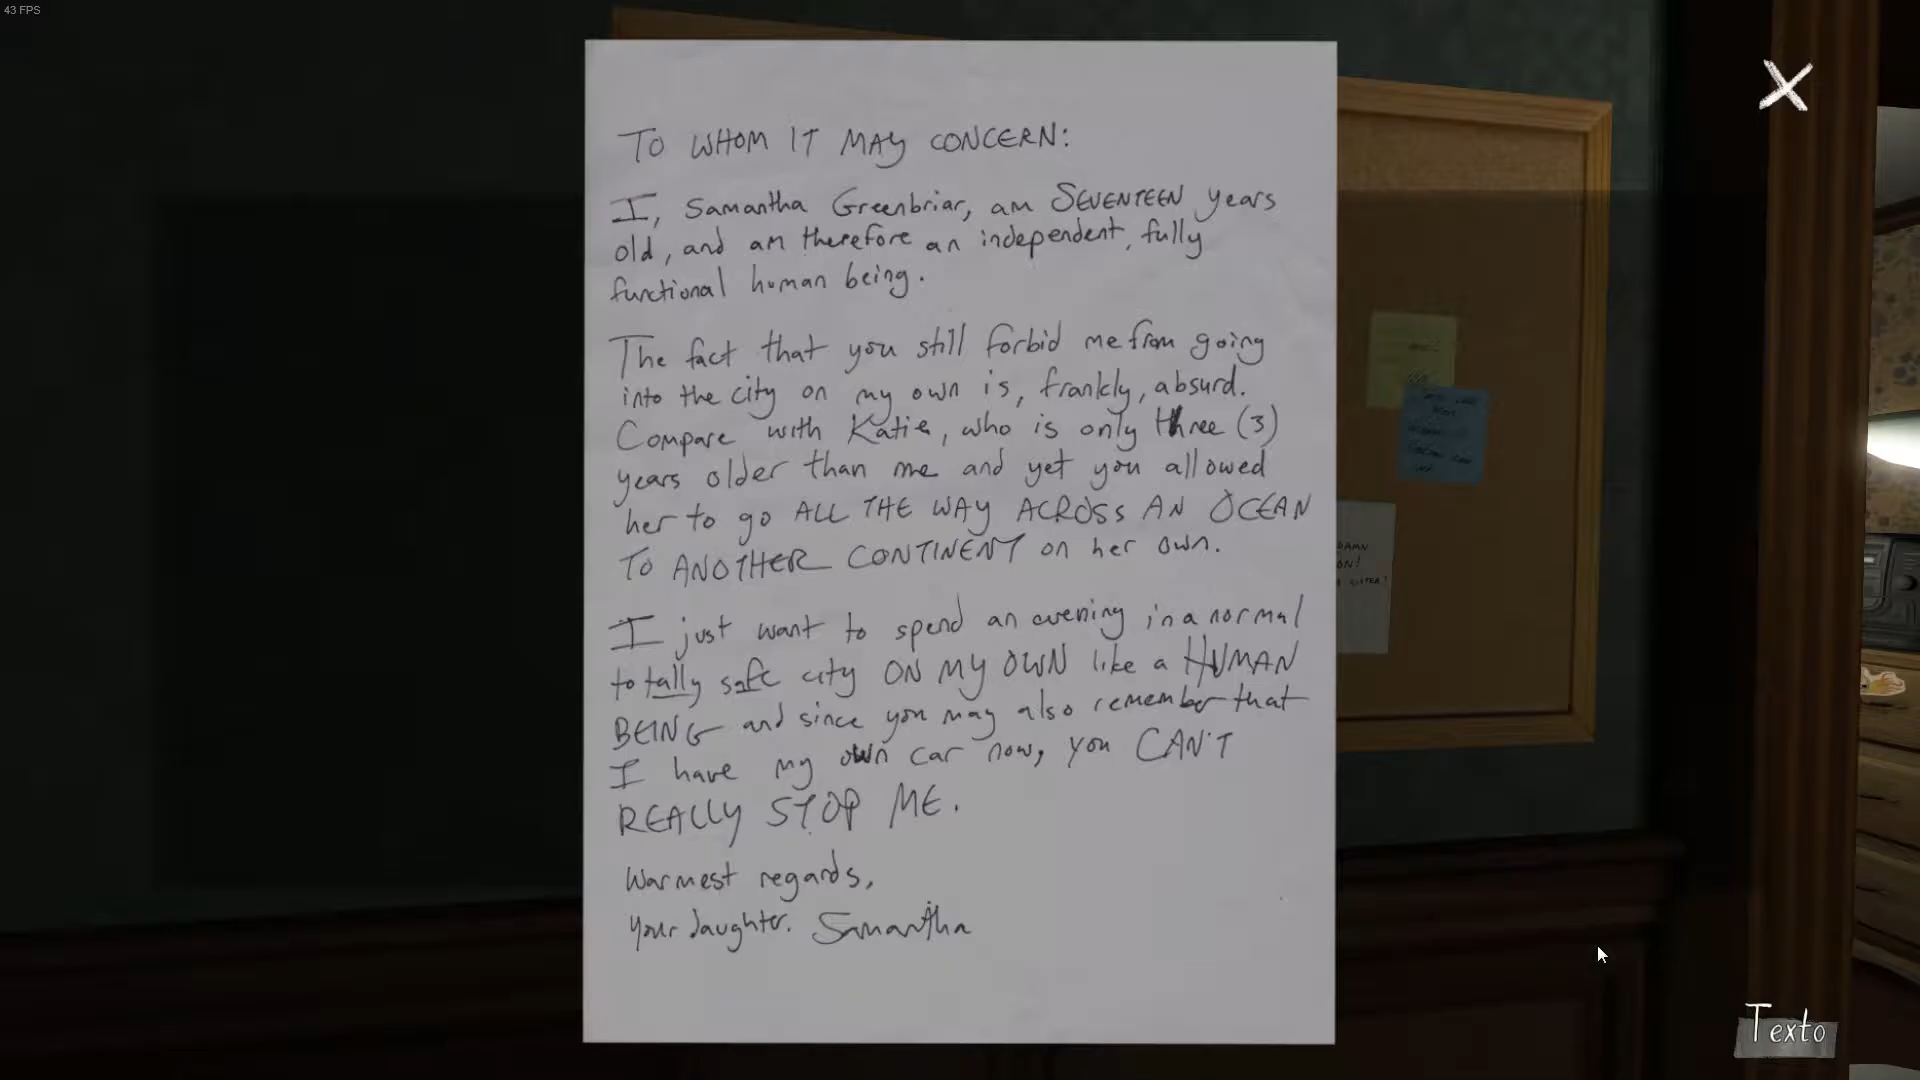 43 FPS
TO WHOM IT MAY CONCERN:
I, Samantha Greenbriar, am SEVENTEEN years
old, and am therefore an independent, fully
functional human being.
The fact that you still forbid me from going
into the city on my own is, frankly, absurd.
Compare with Katie, who is only three (3)
years older than me and yet you allowed
her to go ALL THE WAY ACROSS AN OCEAN
TO ANOTHER CONTINENT on her own.
I just want to spend an evening in a normal
totally safe city ON MY OWN like a HUMAN
BEING and since you may also remember that
I have my own car now, you CAN'T
REALLY STOP ME.
Warmest regards,
Your daughter. Samantha
DAMN
ON!
SISTER!
Texto